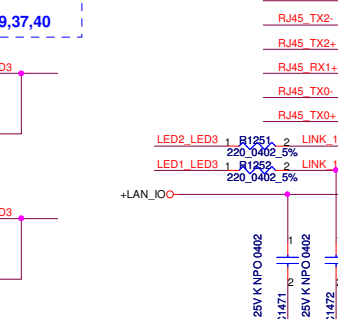 9,37,40
RJ45_TX2-
RJ45_TX2+
D3
RJ45_RX1+
RJ45_TX0-
RJ45_TX0+
LED2_LED3 1 R1251 2 LINK_1
220_0402_5%
LED1_LED3 1 R1252 2 LINK_1
220_0402_5%
+LAN_IO
D3
1
2
25V K NPO 0402
C1471
1
2
25V K NPO 0402
C1472